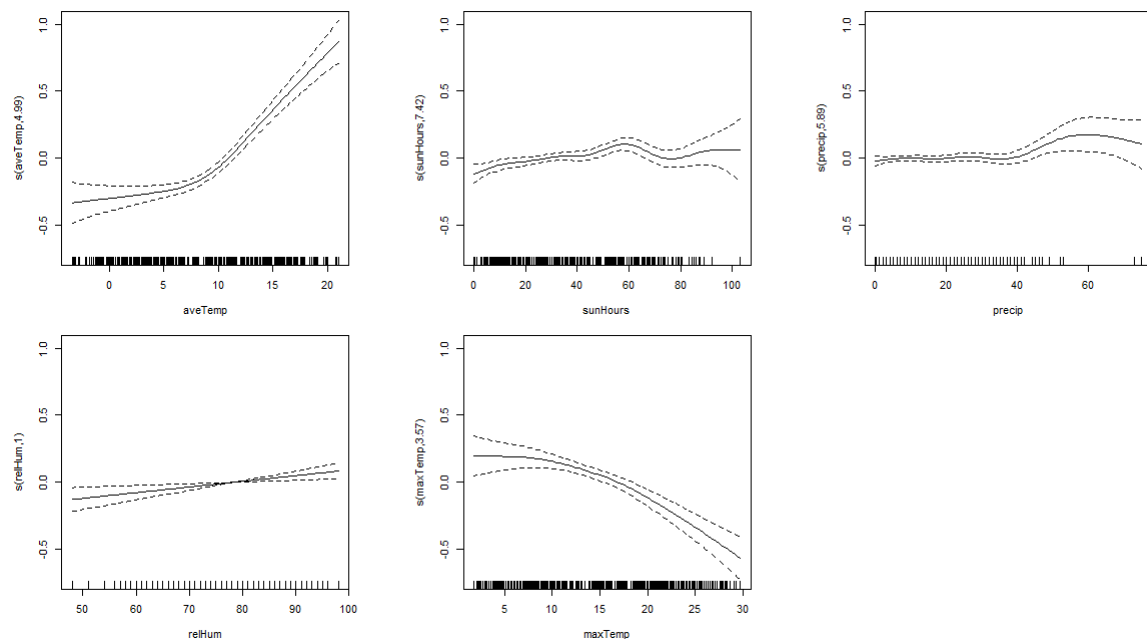 s(aveTemp,4.99)
1.0
0.5
0.0
-0.5
0 5 10 15 20
aveTemp
s(sunHours,7.42)
1.0
0.5
0.0
-0.5
0 20 40 60 80 100
sunHours
s(precip,5.89)
1.0
0.5
0.0
-0.5
0 20 40 60
precip
s(relHum,1)
1.0
0.5
0.0
-0.5
50 60 70 80 90 100
relHum
s(maxTemp,3.57)
1.0
0.5
0.0
-0.5
5 10 15 20 25 30
maxTemp